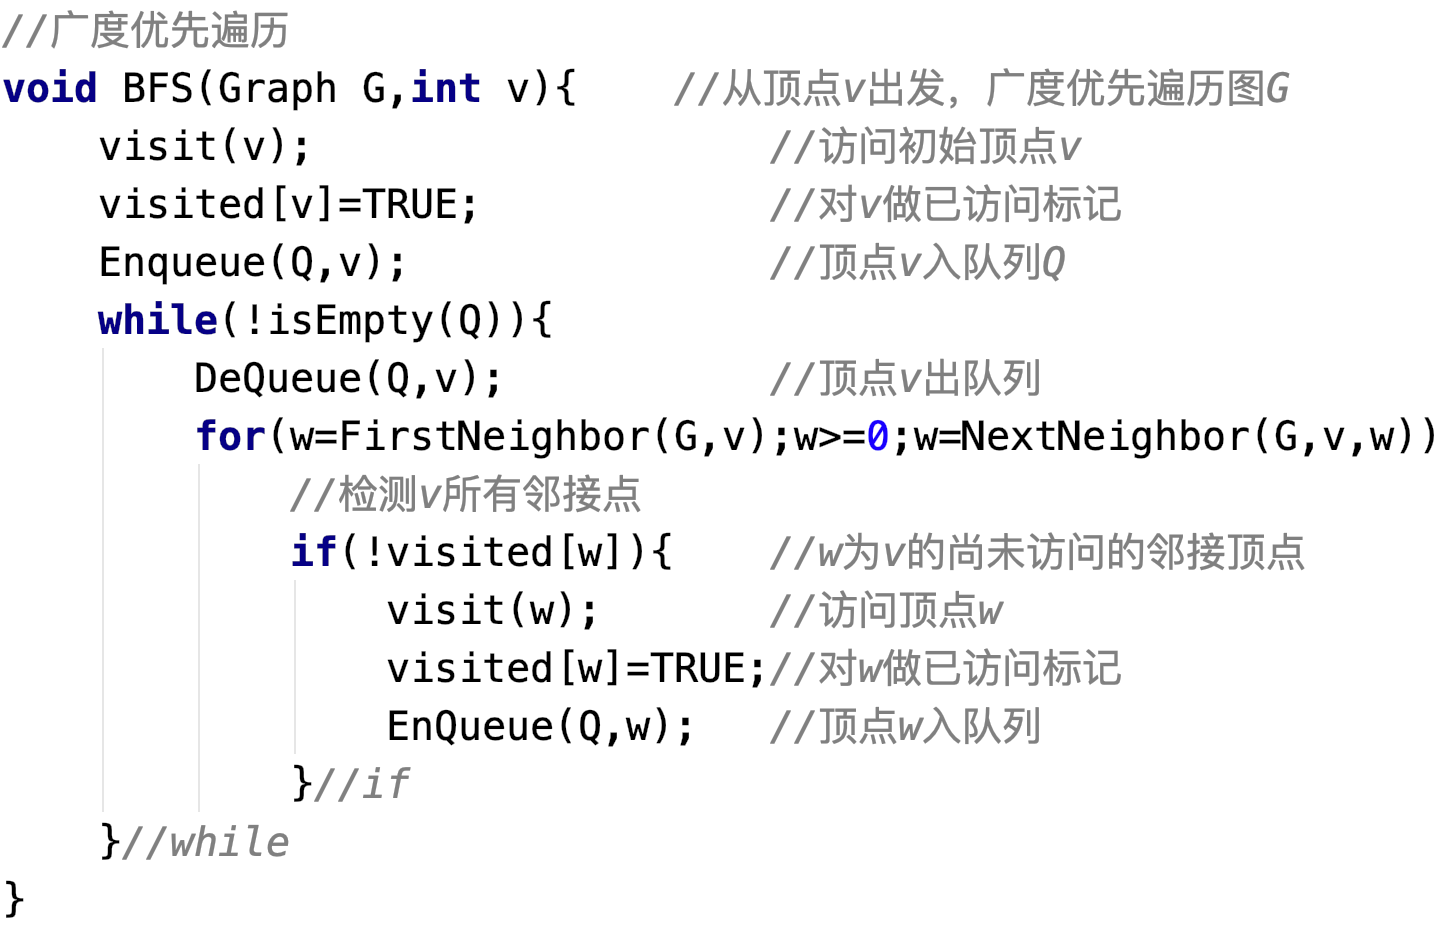 //广度优先遍历
void BFS(Graph G,int v){    //从顶点v出发，广度优先遍历图G
    visit(v);                   //访问初始顶点v
    visited[v]=TRUE;            //对v做已访问标记
    Enqueue(Q,v);               //顶点v入队列Q
    while(!isEmpty(Q)){
        DeQueue(Q,v);           //顶点v出队列
        for(w=FirstNeighbor(G,v);w>=0;w=NextNeighbor(G,v,w))
            //检测v所有邻接点
            if(!visited[w]){    //w为v的尚未访问的邻接顶点
                visit(w);       //访问顶点w
                visited[w]=TRUE;//对w做已访问标记
                EnQueue(Q,w);   //顶点w入队列
            }//if
    }//while
}